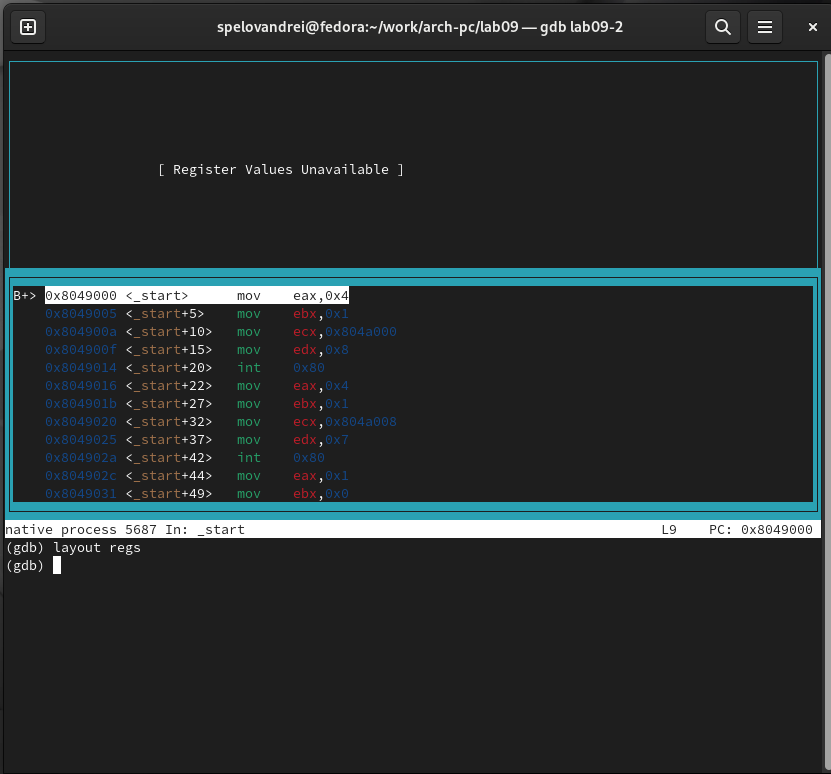 spelovandrei@fedora:~/work/arch-pc/lab09 — gdb lab09-2
[ Register Values Unavailable ]
B+> 0x8049000 <_start> mov eax,0x4
0x8049005 <_start+5> mov ebx,0x1
0x804900a <_start+10> mov ecx,0x804a000
0x804900f <_start+15> mov edx,0x8
0x8049014 <_start+20> int 0x80
0x8049016 <_start+22> mov eax,0x4
0x804901b <_start+27> mov ebx,0x1
0x8049020 <_start+32> mov ecx,0x804a008
0x8049025 <_start+37> mov edx,0x7
0x804902a <_start+42> int 0x80
0x804902c <_start+44> mov eax,0x1
0x8049031 <_start+49> mov ebx,0x0
native process 5687 In: _start L9 PC: 0x8049000
(gdb) layout regs
(gdb)